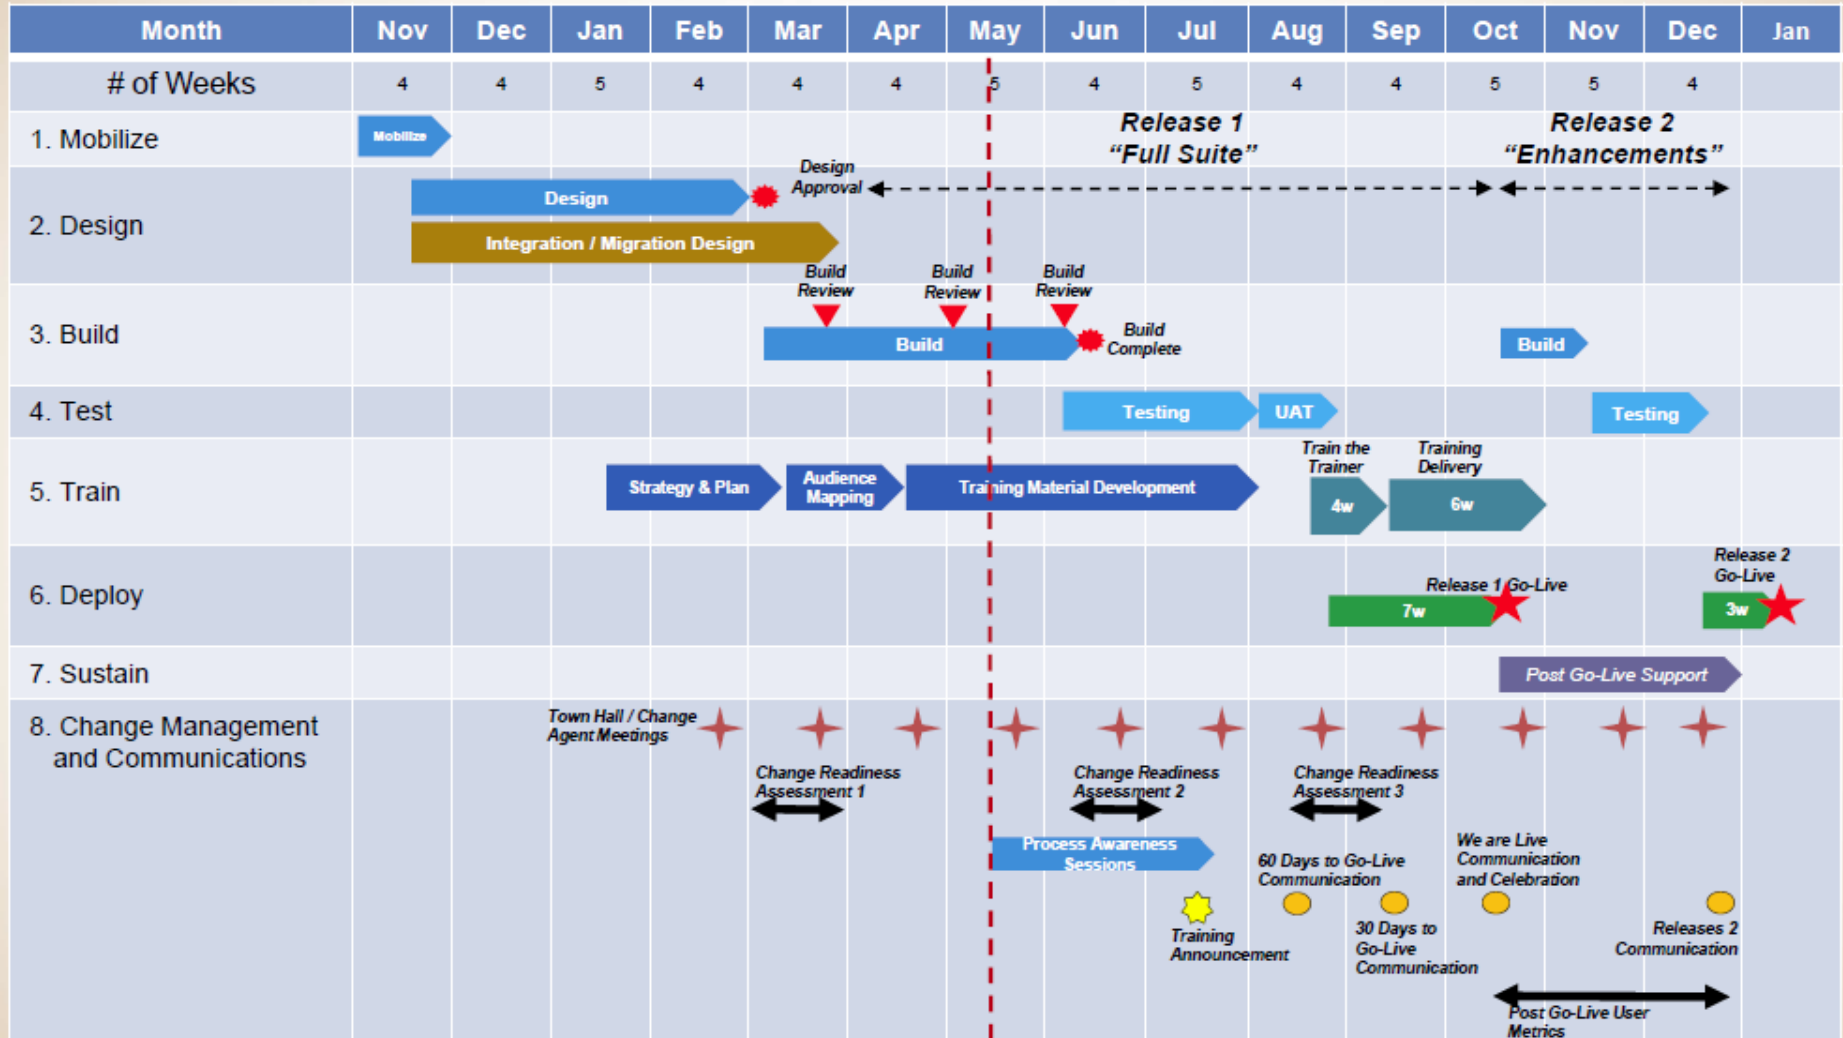 Month Nov Dec Jan Feb Mar Apr May Jun Jul Aug Sep Oct Nov Dec Jan
# of Weeks 4 4 5 4 4 4 5 4 5 4 4 5 5 4
Release 1
"Full Suite"
Release 2
"Enhancements"
1. Mobilize
Mobilize
2. Design
Design
Design
Approval
Integration / Migration Design
3. Build
Build
Review
Build
Review
Build
Review
Build
Build
Complete
Build
4. Test
Testing
UAT
Testing
5. Train
Strategy & Plan
Audience
Mapping
Training Material Development
Train the
Trainer
4w
Training
Delivery
6w
6. Deploy
Release 1 Go-Live
7w
Release 2
Go-Live
3w
7. Sustain
Post Go-Live Support
8. Change Management
and Communications
Town Hall / Change
Agent Meetings
Change Readiness
Assessment 1
Change Readiness
Assessment 2
Change Readiness
Assessment 3
Process Awareness
Sessions
60 Days to Go-Live
Communication
We are Live
Communication
and Celebration
Training
Announcement
30 Days to
Go-Live
Communication
Releases 2
Communication
Post Go-Live User
Metrics